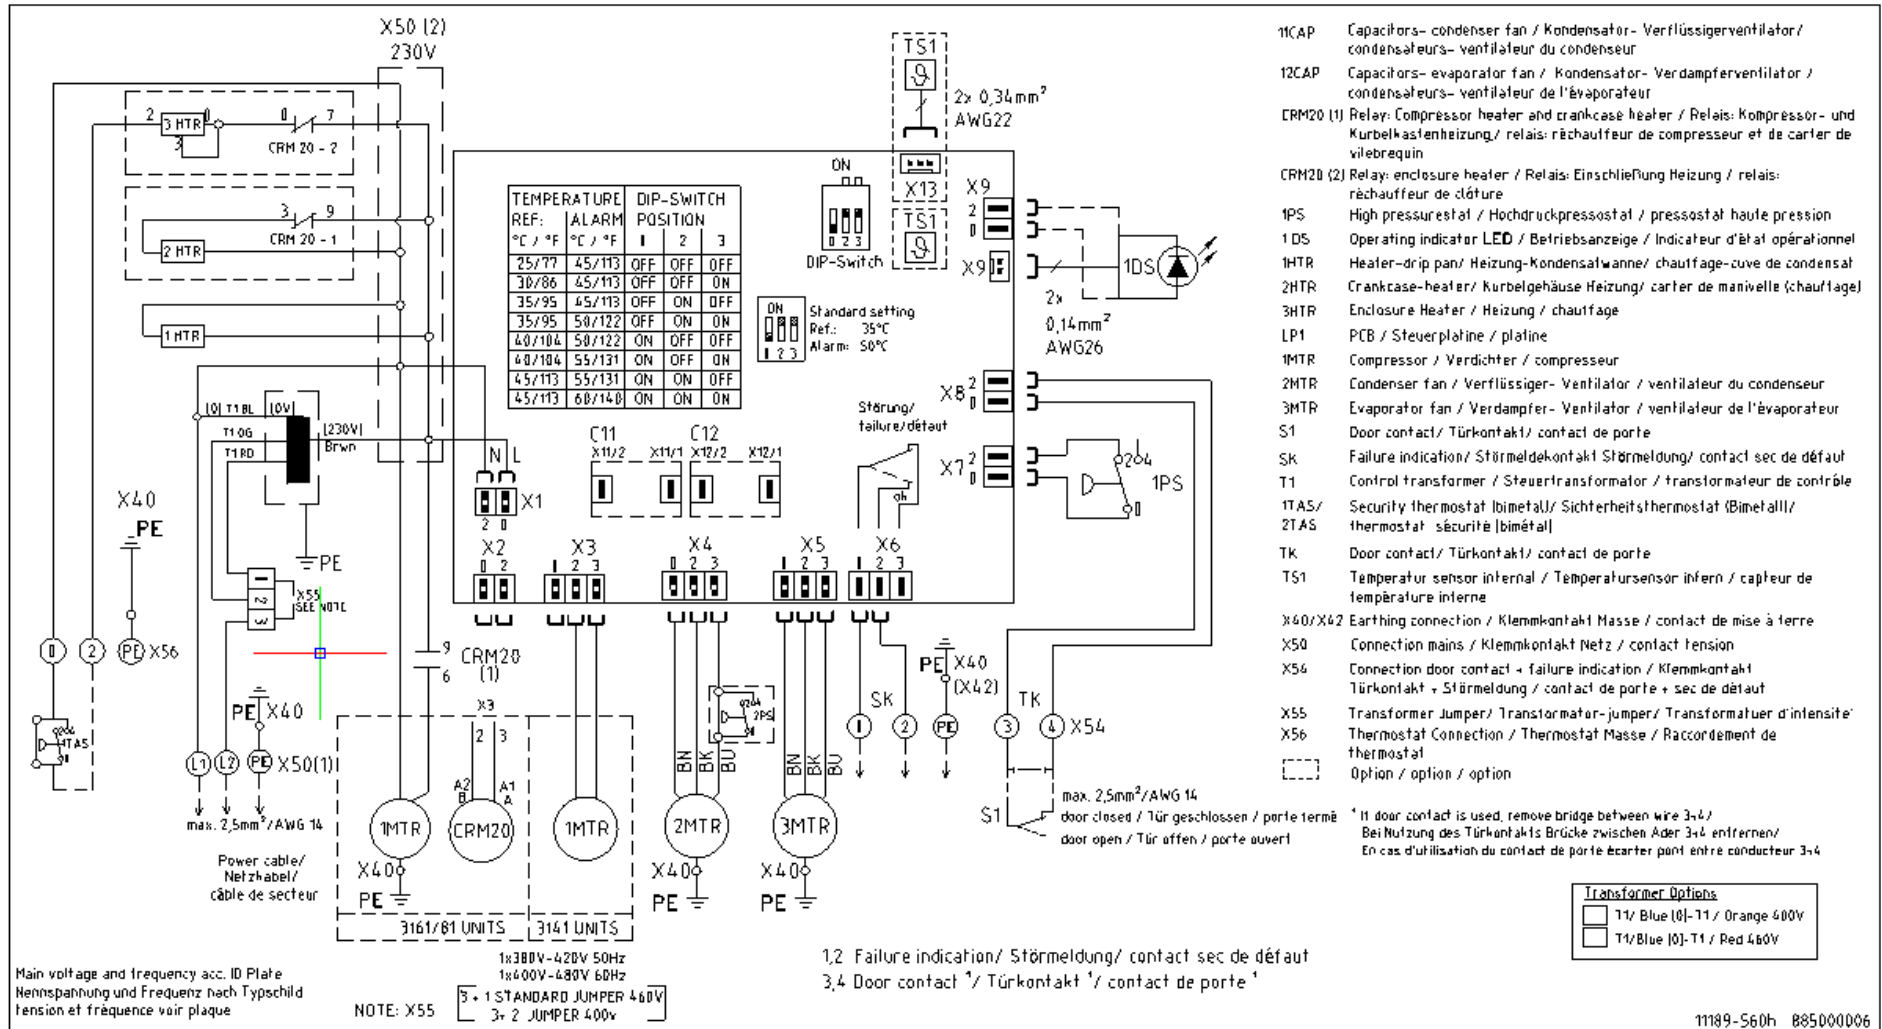 X50 (2)
230V
2
3 HTR
0
3
0
7
CRM 20 - 2
3
9
CRM 20 - 1
2 HTR
1 HTR
TS1
2x 0,34mm²
AWG22
X13
TS1
ON
DIP-Switch
X9
2
X9
1DS
2x
0,14mm²
AWG26
TEMPERATURE DIP-SWITCH
REF: ALARM POSITION
°C / °F °C / °F 1 2 3
25/77 45/113 OFF OFF OFF
30/86 45/113 OFF OFF ON
35/95 45/113 OFF ON OFF
35/95 50/122 OFF ON ON
40/104 50/122 ON OFF OFF
40/104 55/131 ON OFF ON
45/113 55/131 ON ON OFF
45/113 60/140 ON ON ON
ON
1 2 3
Standard setting
Ref.: 35°C
Alarm: 50°C
X8 2
Störung/
failure/défaut
X7 2
1PS
C11
X11/2 X11/1
C12
X12/2 X12/1
T1 BL
T1 OG
T1 RD
(230V)
Brwn
PE
N L
X1
X2
X3
1 2 3
X4
2 3
X5
1 2 3
X6
1 2 3
X40
PE
X55
SEE NOTE
1
2
3
2
PE X56
1TAS
PE X40
L1 L2 PE X50(1)
max. 2,5mm²/AWG 14
Power cable/
Netzkabel/
câble de secteur
9
6
CRM20
(1)
X3
2 3
A2
B
A1
A
1MTR
CRM20
1MTR
X40
PE
3161/81 UNITS
3141 UNITS
2PS
BN BK BU
2MTR
X40
PE
BN BK BU
3MTR
X40
PE
SK
1 2 PE
PE X40
(X42)
TK
3 4 X54
S1
max. 2,5mm²/AWG 14
door closed / Tür geschlossen / porte fermé
door open / Tür offen / porte ouvert
1x380V-420V 50Hz
1x400V-480V 60Hz
NOTE: X55
3 + 1 STANDARD JUMPER 460V
3+ 2 JUMPER 400v
Main voltage and frequency acc. ID Plate
Nennspannung und Frequenz nach Typschild
tension et fréquence voir plaque
1,2 Failure indication/ Störmeldung/ contact sec de défaut
3,4 Door contact ¹/ Türkontakt ¹/ contact de porte ¹
11CAP Capacitors- condenser fan / Kondensator- Verflüssigerventilator/
condensateurs- ventilateur du condenseur
12CAP Capacitors- evaporator fan / Kondensator- Verdampferventilator /
condensateurs- ventilateur de l'évaporateur
CRM20 (1) Relay: Compressor heater and crankcase heater / Relais: Kompressor- und
Kurbelkastenheizung/ relais: réchauffeur de compresseur et de carter de
vilebrequin
CRM20 (2) Relay: enclosure heater / Relais: Einschließung Heizung / relais:
réchauffeur de clôture
1PS High pressurestat / Hochdruckpressostat / pressostat haute pression
1 DS Operating indicator LED / Betriebsanzeige / Indicateur d'état opérationnel
1HTR Heater-drip pan/ Heizung-Kondensatwanne/ chauffage-cuve de condensat
2HTR Crankcase-heater/ Kurbelgehäuse Heizung/ carter de manivelle (chauffage)
3HTR Enclosure Heater / Heizung / chauffage
LP1 PCB / Steuerplatine / platine
1MTR Compressor / Verdichter / compresseur
2MTR Condenser fan / Verflüssiger- Ventilator / ventilateur du condenseur
3MTR Evaporator fan / Verdampfer- Ventilator / ventilateur de l'évaporateur
S1 Door contact/ Türkontakt/ contact de porte
SK Failure indication/ Störmeldekontakt Störmeldung/ contact sec de défaut
T1 Control transformer / Steuertransformator / transformateur de contrôle
1TAS/ Security thermostat (bimetal)/ Sicherheitsthermostat (Bimetall)/
2TAS thermostat sécurité (bimétal)
TK Door contact/ Türkontakt/ contact de porte
TS1 Temperatur sensor internal / Temperatursensor intern / capteur de
température interne
X40/X42 Earthing connection / Klemmkontakt Masse / contact de mise à terre
X50 Connection mains / Klemmkontakt Netz / contact tension
X54 Connection door contact + failure indication / Klemmkontakt
Türkontakt + Störmeldung / contact de porte + sec de défaut
X55 Transformer Jumper/ Transformator-jumper/ Transformatuer d'intensite'
X56 Thermostat Connection / Thermostat Masse / Raccordement de
thermostat
Option / option / option
¹ If door contact is used, remove bridge between wire 3+4/
Bei Nutzung des Türkontakts Brücke zwischen Ader 3+4 entfernen/
En cas d'utilisation du contact de porte écarter pont entre conducteur 3+4
Transformer Options
T1/ Blue (0)-T1 / Orange 400V
T1/Blue (0)-T1 / Red 460V
11189-560h 885000006